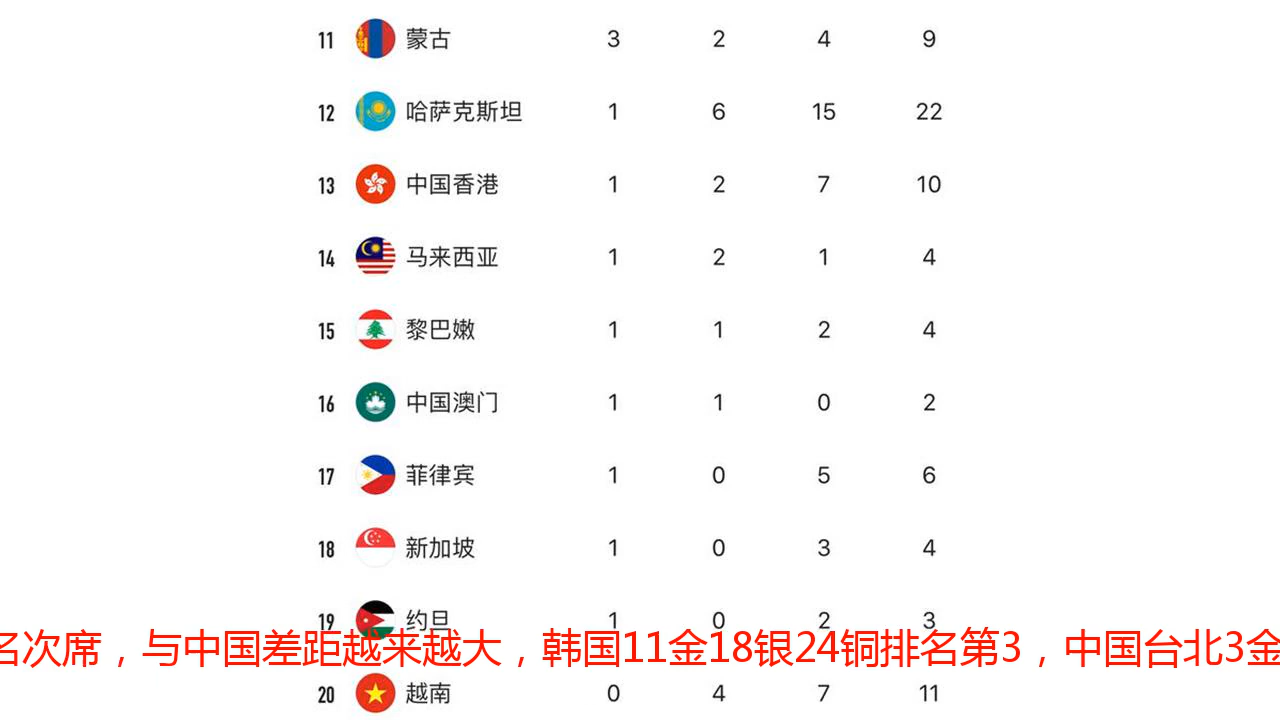 11 蒙古 3 2 4 9
12 哈萨克斯坦 1 6 15 22
13 中国香港 1 2 7 10
14 马来西亚 1 2 1 4
15 黎巴嫩 1 1 2 4
16 中国澳门 1 1 0 2
17 菲律宾 1 0 5 6
18 新加坡 1 0 3 4
19 约旦 1 0 2 3
名次席，与中国差距越来越大，韩国11金18银24铜排名第3，中国台北3金
20 越南 0 4 7 11